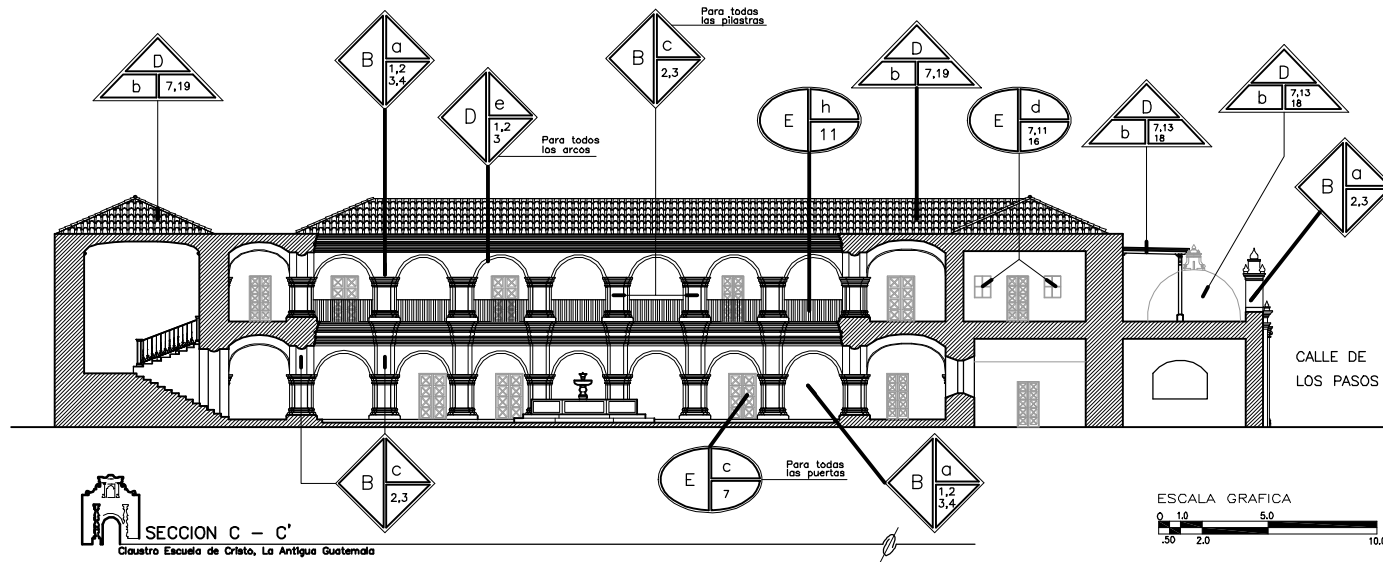 Para todas
las pilastras
D
b
7,19
B
a
1,2
3,4
D
e
1,2
3
Para todos
los arcos
B
c
2,3
E
h
11
D
b
7,19
E
d
7,11
16
D
b
7,13
18
D
b
7,13
18
B
a
2,3
CALLE DE
LOS PASOS
B
c
2,3
E
c
7
Para todas
las puertas
B
a
1,2
3,4
SECCION C - C'
Claustro Escuela de Cristo, La Antigua Guatemala
ESCALA GRAFICA
0 1.0 5.0
.50 2.0 10.0